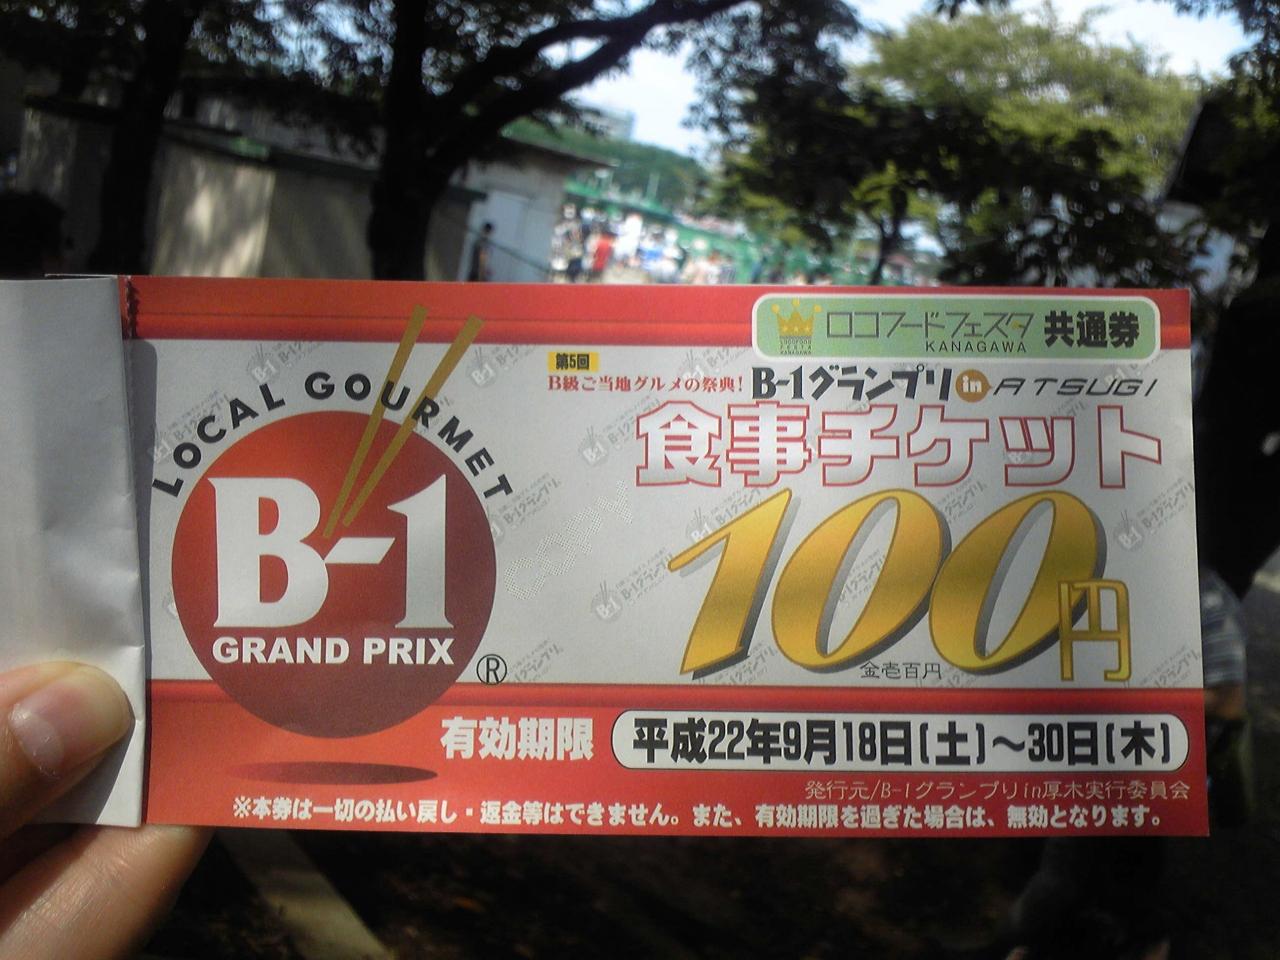 ロコフードフェスタ
KANAGAWA
共通券
第5回
B級ご当地グルメの祭典!
B-1グランプリ in ATSUGI
食事チケット
100円
金壱百円
LOCAL GOURMET
B-1
GRAND PRIX
®
COPY
有効期限
平成22年9月18日(土)~30日(木)
発行元/B-1グランプリin厚木実行委員会
※本券は一切の払い戻し・返金等はできません。また、有効期限を過ぎた場合は、無効となります。